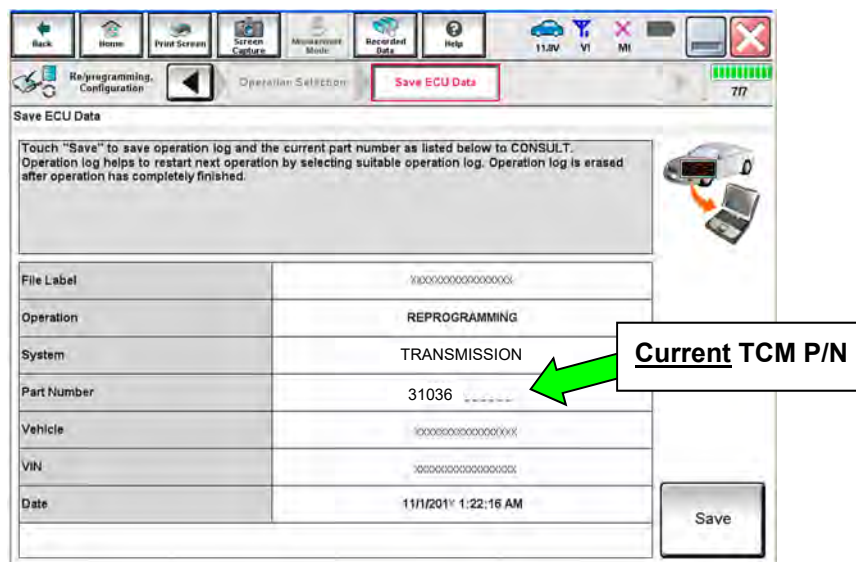 Back
Home
Print Screen
Screen Capture
Measurement Mode
Recorded Data
Help
11.8V
VI
MI
Re/programming, Configuration
Operation Selection
Save ECU Data
7/7
Save ECU Data
Touch "Save" to save operation log and the current part number as listed below to CONSULT.
Operation log helps to restart next operation by selecting suitable operation log. Operation log is erased
after operation has completely finished.
File Label
Operation REPROGRAMMING
System TRANSMISSION
Part Number 31036 _ _ _ _ _
Vehicle
VIN
Date 1:22:16 AM
Current TCM P/N
Save